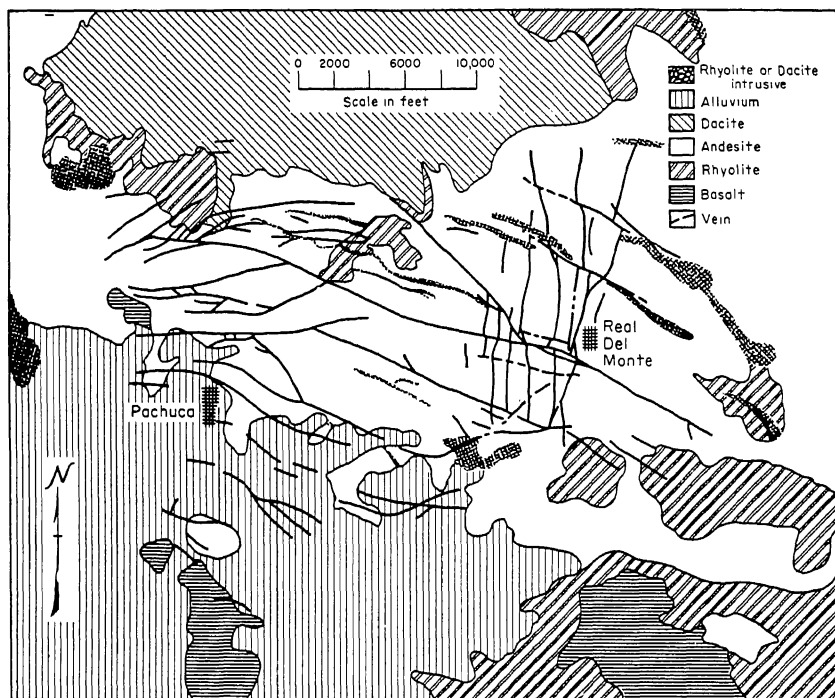 0 2000 6000 10,000
Scale in feet
Rhyolite or Dacite
intrusive
Alluvium
Dacite
Andesite
Rhyolite
Basalt
Vein
Real
Del
Monte
Pachuca
N